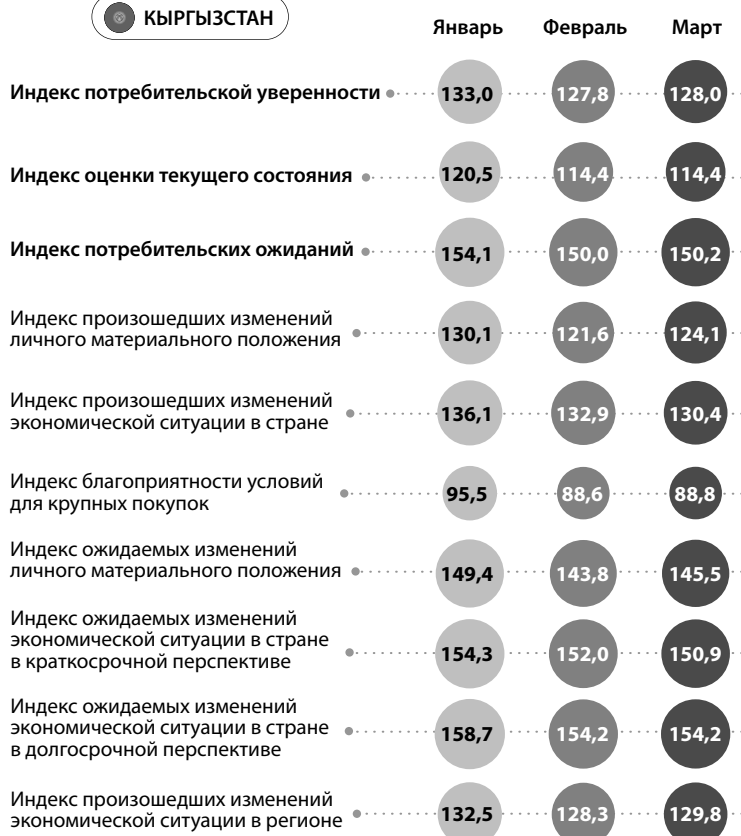 КЫРГЫЗСТАН
Январь Февраль Март
Индекс потребительской уверенности 133,0 127,8 128,0
Индекс оценки текущего состояния 120,5 114,4 114,4
Индекс потребительских ожиданий 154,1 150,0 150,2
Индекс произошедших изменений
личного материального положения 130,1 121,6 124,1
Индекс произошедших изменений
экономической ситуации в стране 136,1 132,9 130,4
Индекс благоприятности условий
для крупных покупок 95,5 88,6 88,8
Индекс ожидаемых изменений
личного материального положения 149,4 143,8 145,5
Индекс ожидаемых изменений
экономической ситуации в стране
в краткосрочной перспективе 154,3 152,0 150,9
Индекс ожидаемых изменений
экономической ситуации в стране
в долгосрочной перспективе 158,7 154,2 154,2
Индекс произошедших изменений
экономической ситуации в регионе 132,5 128,3 129,8